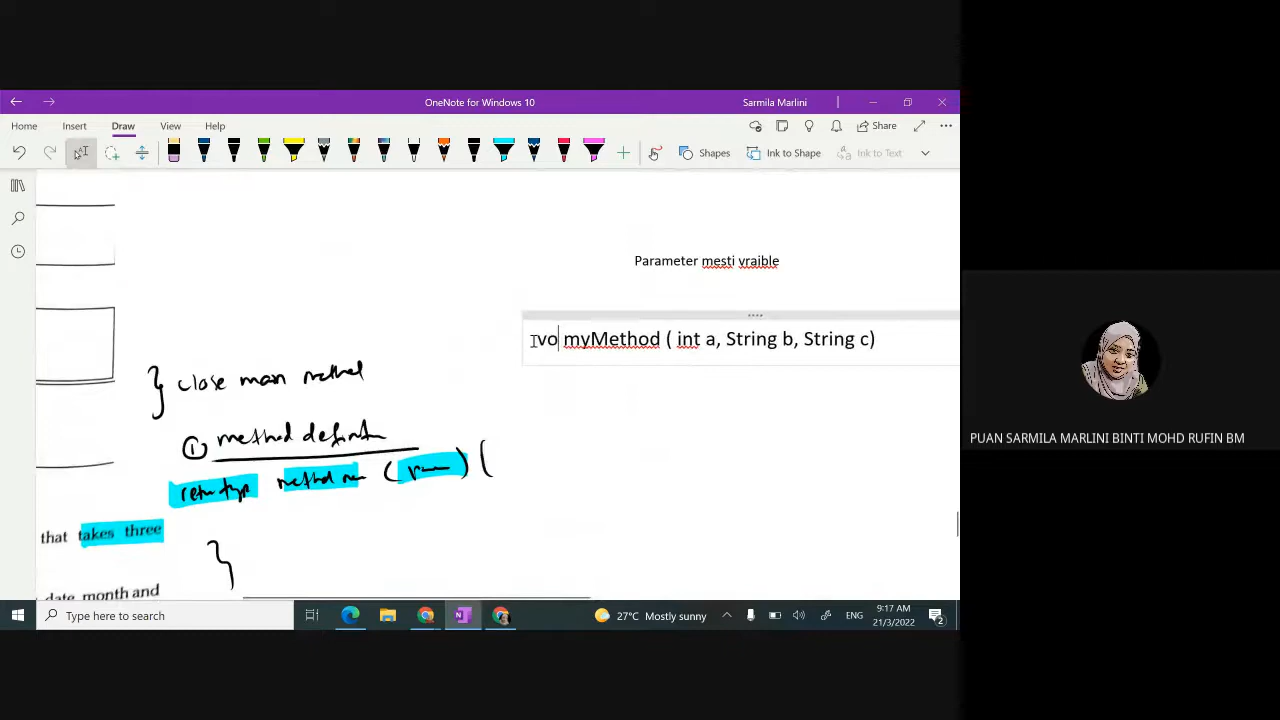 OneNote for Windows 10
Sarmila Marlini
Home Insert Draw View Help
Share
Shapes Ink to Shape Ink to Text
Parameter mesti vraible
vo myMethod ( int a, String b, String c)
} close main method
① method definit
return type method na ( ) {
that takes three
}
date, month and
PUAN SARMILA MARLINI BINTI MOHD RUFIN BM
Type here to search
27°C Mostly sunny
ENG
9:17 AM
21/3/2022
2